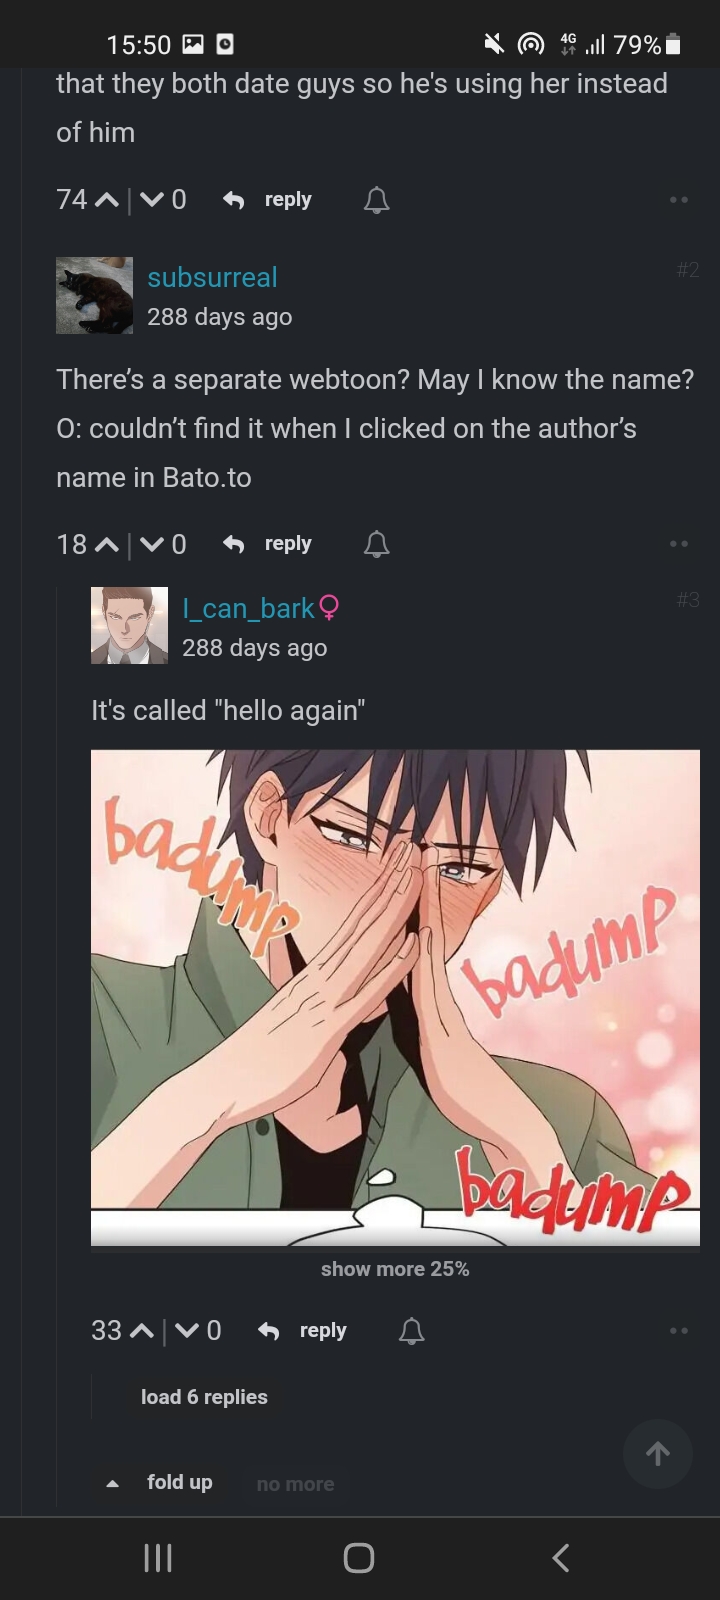 15:50
4G
79%
that they both date guys so he's using her instead
of him
74 | 0 reply
subsurreal
#2
288 days ago
There's a separate webtoon? May I know the name?
O: couldn't find it when I clicked on the author's
name in Bato.to
18 | 0 reply
I_can_bark♀
#3
288 days ago
It's called "hello again"
badump
badump
badump
show more 25%
33 | 0 reply
load 6 replies
fold up no more